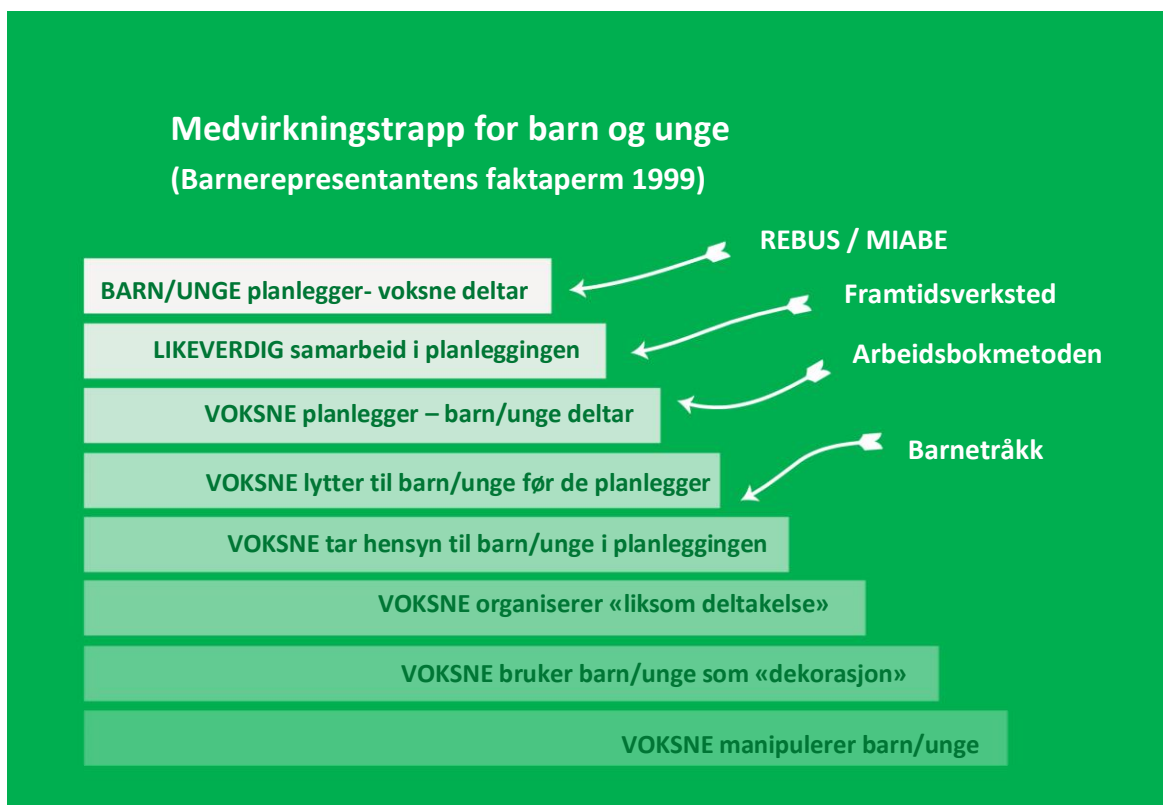 Medvirkningstrapp for barn og unge
(Barnerepresentantens faktaperm 1999)
REBUS / MIABE
BARN/UNGE planlegger- voksne deltar
Framtidsverksted
LIKEVERDIG samarbeid i planleggingen
Arbeidsbokmetoden
VOKSNE planlegger – barn/unge deltar
Barnetråkk
VOKSNE lytter til barn/unge før de planlegger
VOKSNE tar hensyn til barn/unge i planleggingen
VOKSNE organiserer «liksom deltakelse»
VOKSNE bruker barn/unge som «dekorasjon»
VOKSNE manipulerer barn/unge